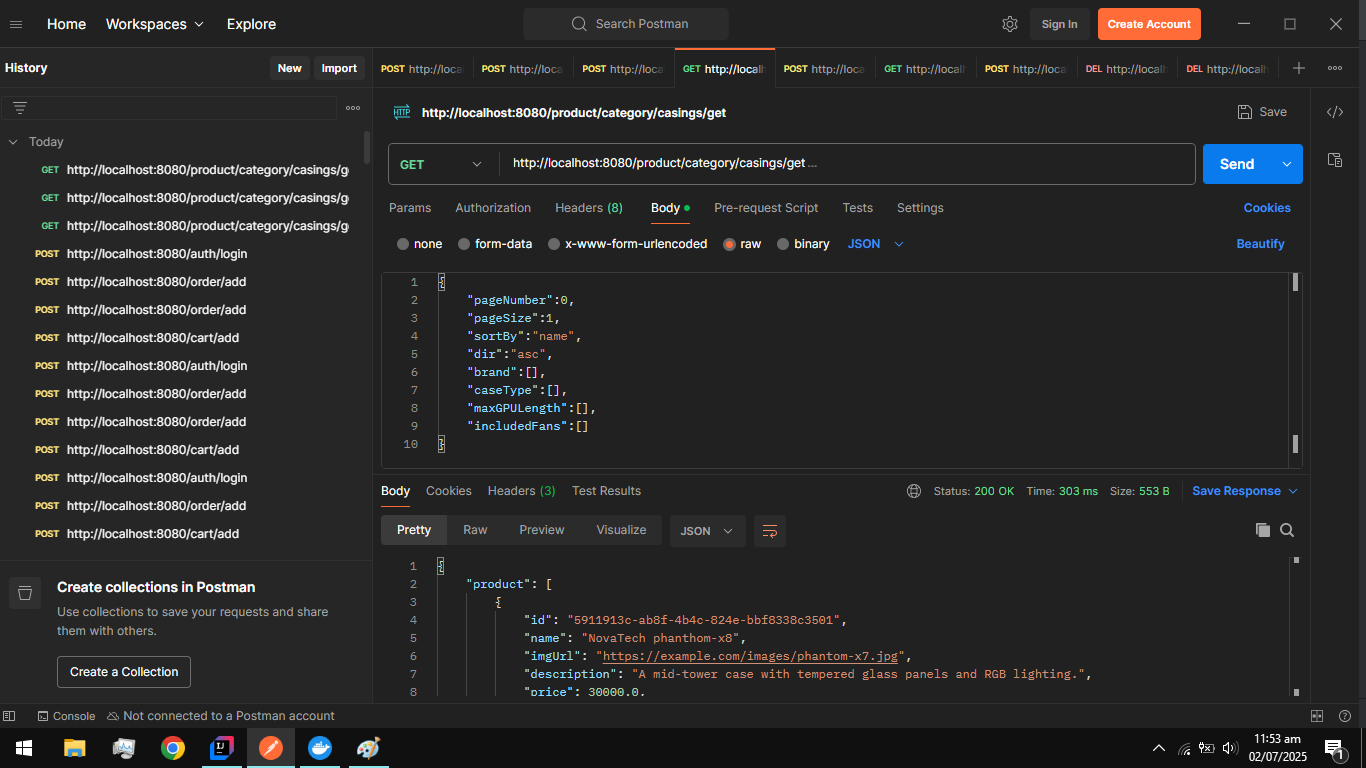 Home Workspaces Explore Search Postman Sign In Create Account
History New Import
POST http://local POST http://loca POST http://loca GET http://localh POST http://loca GET http://localh POST http://loca DEL http://localh DEL http://localh
HTTP http://localhost:8080/product/category/casings/get Save
Today
GET http://localhost:8080/product/category/casings/g
GET http://localhost:8080/product/category/casings/g
GET http://localhost:8080/product/category/casings/g
POST http://localhost:8080/auth/login
POST http://localhost:8080/order/add
POST http://localhost:8080/order/add
POST http://localhost:8080/cart/add
POST http://localhost:8080/auth/login
POST http://localhost:8080/order/add
POST http://localhost:8080/order/add
POST http://localhost:8080/cart/add
POST http://localhost:8080/auth/login
POST http://localhost:8080/order/add
POST http://localhost:8080/cart/add
Create collections in Postman
Use collections to save your requests and share
them with others.
Create a Collection
GET http://localhost:8080/product/category/casings/get ... Send
Params Authorization Headers (8) Body Pre-request Script Tests Settings Cookies
none form-data x-www-form-urlencoded raw binary JSON Beautify
1 {
2 "pageNumber":0,
3 "pageSize":1,
4 "sortBy":"name",
5 "dir":"asc",
6 "brand":[],
7 "caseType":[],
8 "maxGPULength":[],
9 "includedFans":[]
10 }
Body Cookies Headers (3) Test Results Status: 200 OK Time: 303 ms Size: 553 B Save Response
Pretty Raw Preview Visualize JSON
1 {
2 "product": [
3 {
4 "id": "5911913c-ab8f-4b4c-824e-bbf8338c3501",
5 "name": "NovaTech phanthom-x8",
6 "imgUrl": "https://example.com/images/phantom-x7.jpg",
7 "description": "A mid-tower case with tempered glass panels and RGB lighting.",
8 "price": 30000.0,
Console Not connected to a Postman account
11:53 am
02/07/2025
1